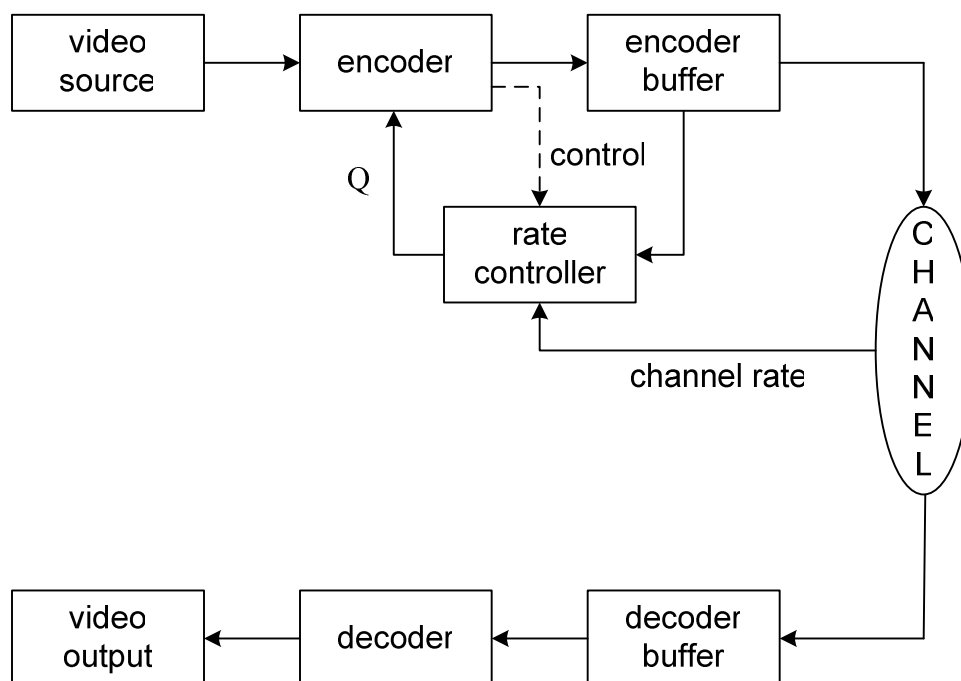 video
source
encoder
encoder
buffer
control
Q
rate
controller
channel rate
C
H
A
N
N
E
L
video
output
decoder
decoder
buffer